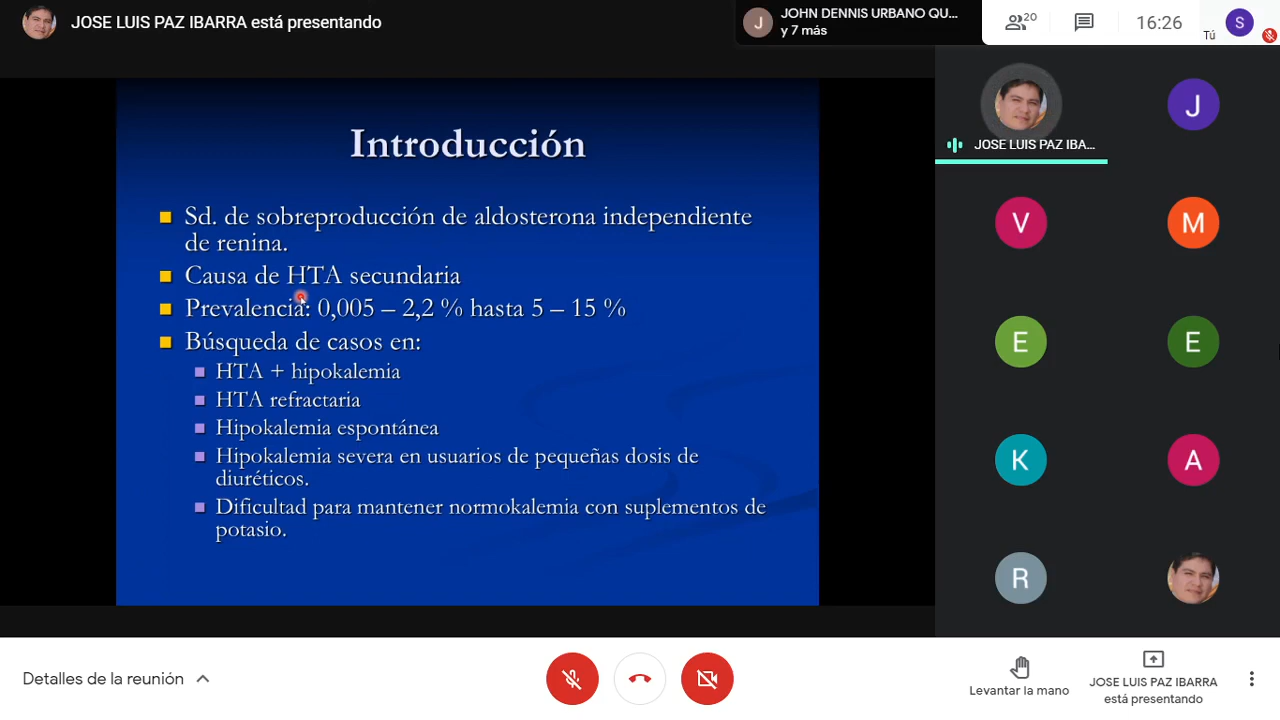 JOSE LUIS PAZ IBARRA está presentando
JOHN DENNIS URBANO QU...
y 7 más
20
16:26
Tú
S
Introducción
Sd. de sobreproducción de aldosterona independiente
de renina.
Causa de HTA secundaria
Prevalencia: 0,005 – 2,2 % hasta 5 – 15 %
Búsqueda de casos en:
HTA + hipokalemia
HTA refractaria
Hipokalemia espontánea
Hipokalemia severa en usuarios de pequeñas dosis de
diuréticos.
Dificultad para mantener normokalemia con suplementos de
potasio.
J
JOSE LUIS PAZ IBA...
J
V
M
E
E
K
A
R
Detalles de la reunión
Levantar la mano
JOSE LUIS PAZ IBARRA
está presentando